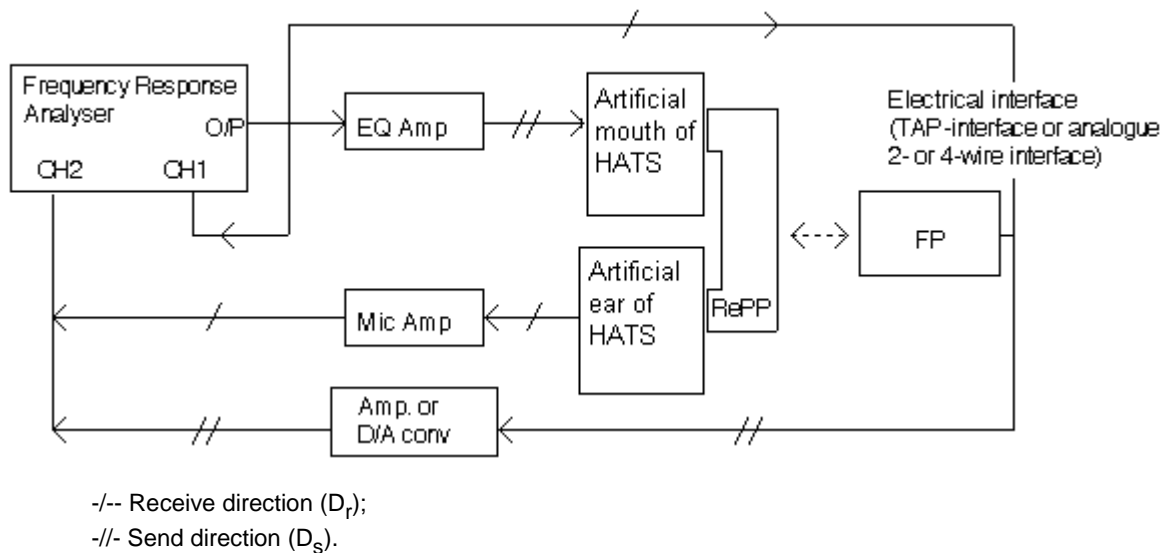 Frequency Response
Analyser
O/P
CH2
CH1
EQ Amp
Artificial
mouth of
HATS
Electrical interface
(TAP-interface or analogue
2- or 4-wire interface)
FP
Artificial
ear of
HATS
RePP
Mic Amp
Amp. or
D/A conv
-/-- Receive direction (Dr);
-//- Send direction (Ds).